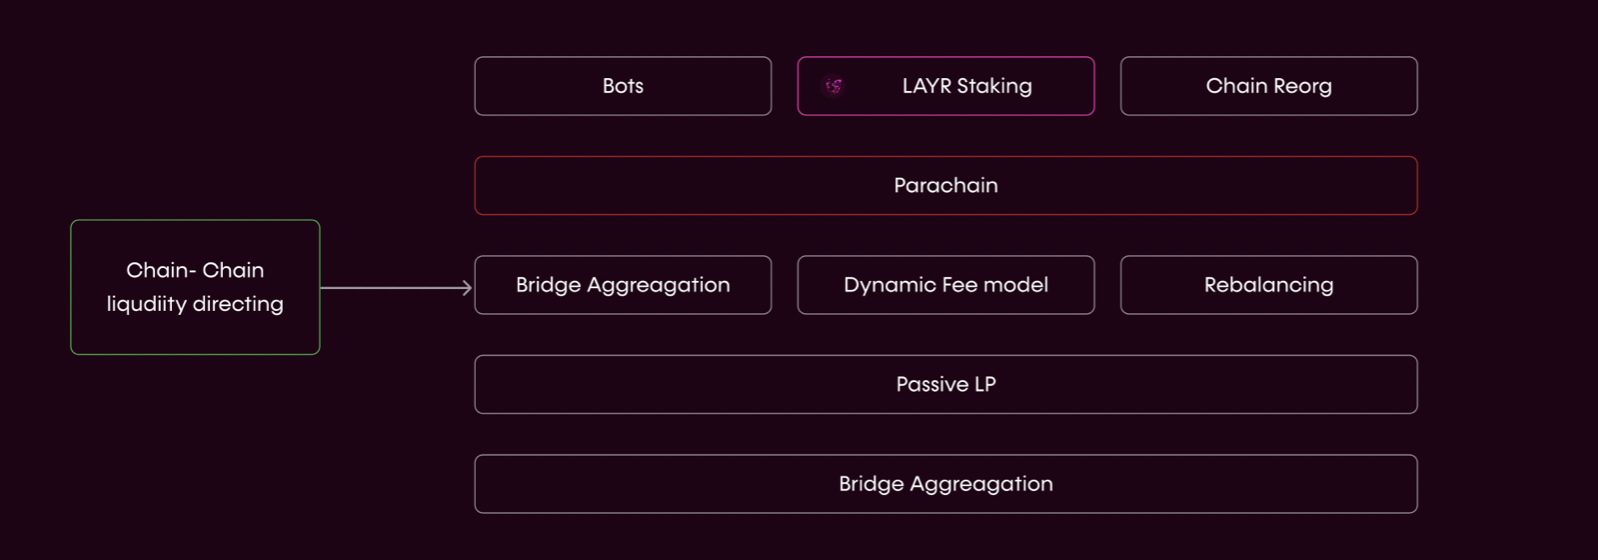 Bots
LAYR Staking
Chain Reorg
Parachain
Chain- Chain
liqudiity directing
Bridge Aggreagation
Dynamic Fee model
Rebalancing
Passive LP
Bridge Aggreagation